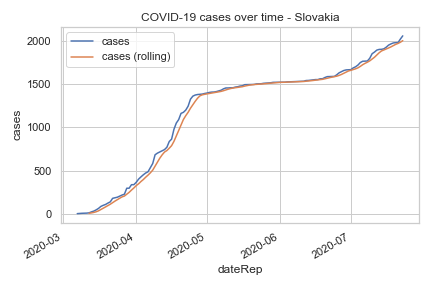 COVID-19 cases over time - Slovakia
cases
cases (rolling)
2000
1500
1000
500
0
cases
2020-03
2020-04
2020-05
2020-06
2020-07
dateRep